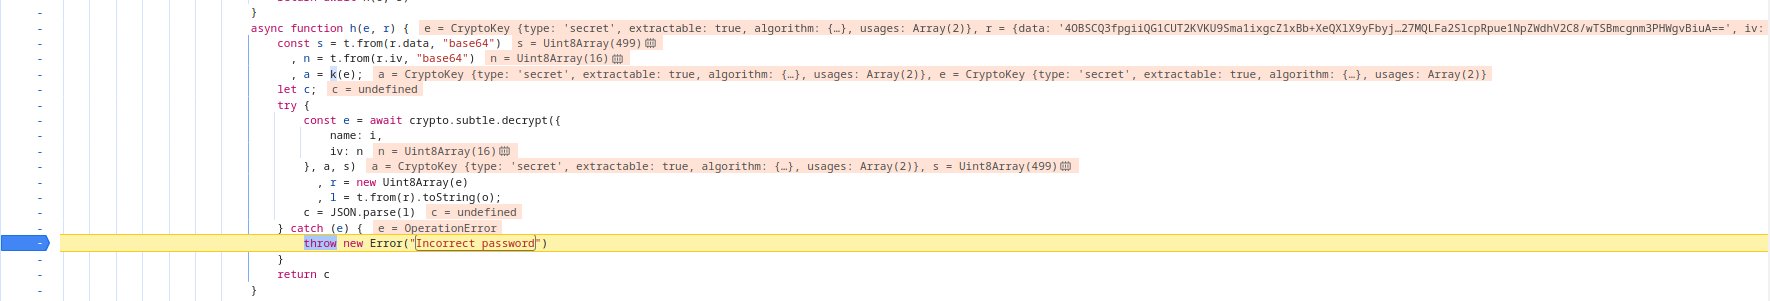 }
async function h(e, r) { e = CryptoKey {type: 'secret', extractable: true, algorithm: {…}, usages: Array(2)}, r = {data: '4OBSCQ3fpgiiQG1CUT2KVKU9Sma1ixgcZ1xBb+XeQXlX9yFbyj…27MQLFa2SlcpRpue1NpZWdhV2C8/wTSBmcgnm3PHWgvBiuA==', iv:
const s = t.from(r.data, "base64") s = Uint8Array(499)
, n = t.from(r.iv, "base64") n = Uint8Array(16)
, a = k(e); a = CryptoKey {type: 'secret', extractable: true, algorithm: {…}, usages: Array(2)}, e = CryptoKey {type: 'secret', extractable: true, algorithm: {…}, usages: Array(2)}
let c; c = undefined
try {
const e = await crypto.subtle.decrypt({
name: i,
iv: n n = Uint8Array(16)
}, a, s) a = CryptoKey {type: 'secret', extractable: true, algorithm: {…}, usages: Array(2)}, s = Uint8Array(499)
, r = new Uint8Array(e)
, l = t.from(r).toString(o);
c = JSON.parse(l) c = undefined
} catch (e) { e = OperationError
throw new Error("Incorrect password")
}
return c
}